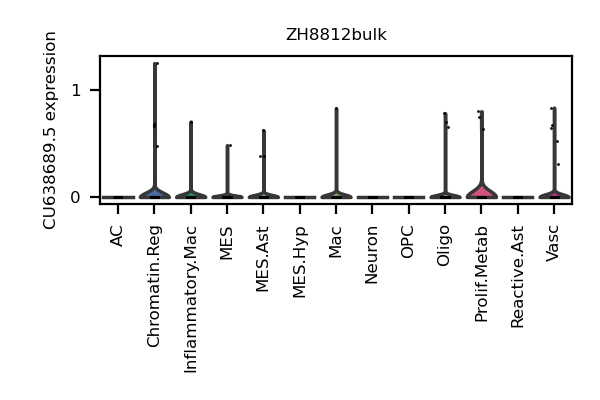 ZH8812bulk
CU638689.5 expression
1
0
AC
Chromatin.Reg
Inflammatory.Mac
MES
MES.Ast
MES.Hyp
Mac
Neuron
OPC
Oligo
Prolif.Metab
Reactive.Ast
Vasc